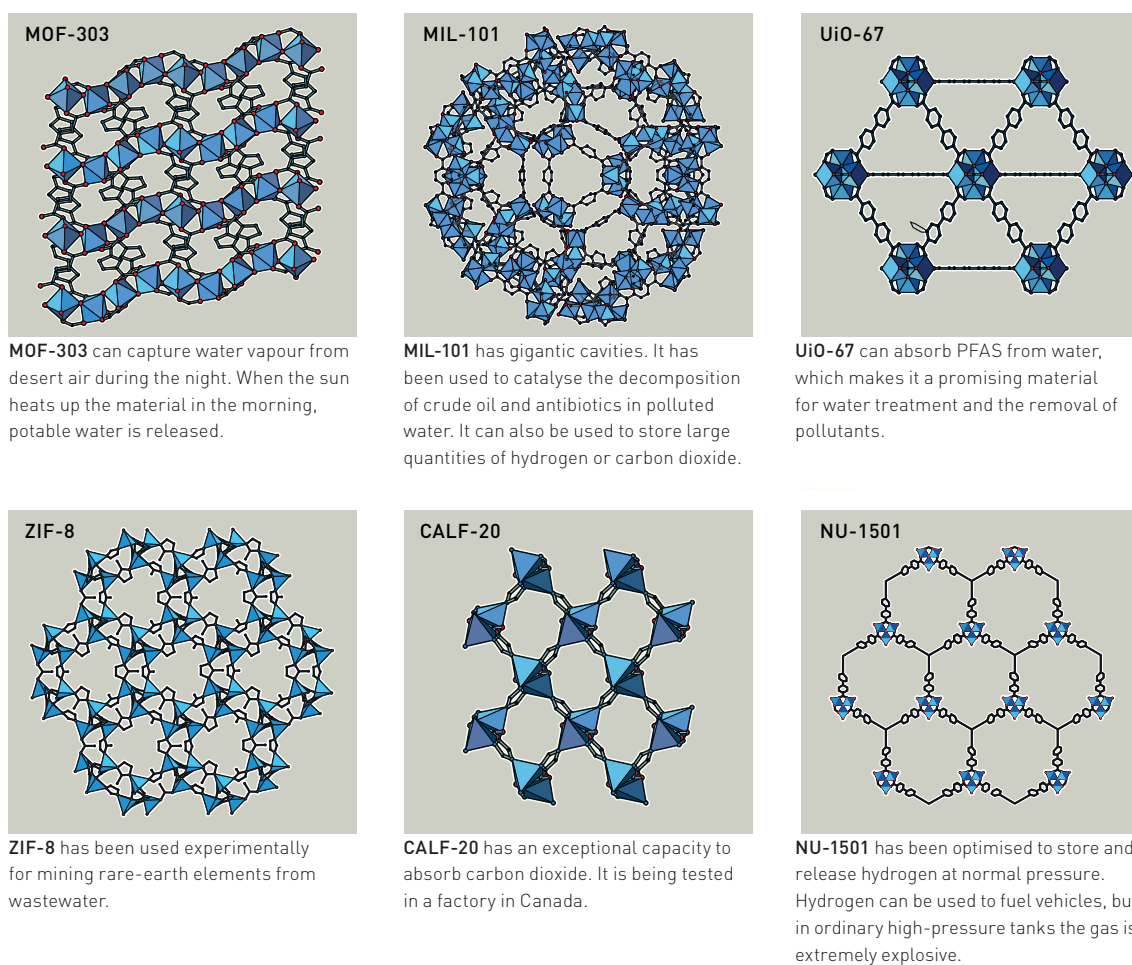 MOF-303
MOF-303 can capture water vapour from
desert air during the night. When the sun
heats up the material in the morning,
potable water is released.
MIL-101
MIL-101 has gigantic cavities. It has
been used to catalyse the decomposition
of crude oil and antibiotics in polluted
water. It can also be used to store large
quantities of hydrogen or carbon dioxide.
UiO-67
UiO-67 can absorb PFAS from water,
which makes it a promising material
for water treatment and the removal of
pollutants.
ZIF-8
ZIF-8 has been used experimentally
for mining rare-earth elements from
wastewater.
CALF-20
CALF-20 has an exceptional capacity to
absorb carbon dioxide. It is being tested
in a factory in Canada.
NU-1501
NU-1501 has been optimised to store and
release hydrogen at normal pressure.
Hydrogen can be used to fuel vehicles, bu
in ordinary high-pressure tanks the gas is
extremely explosive.